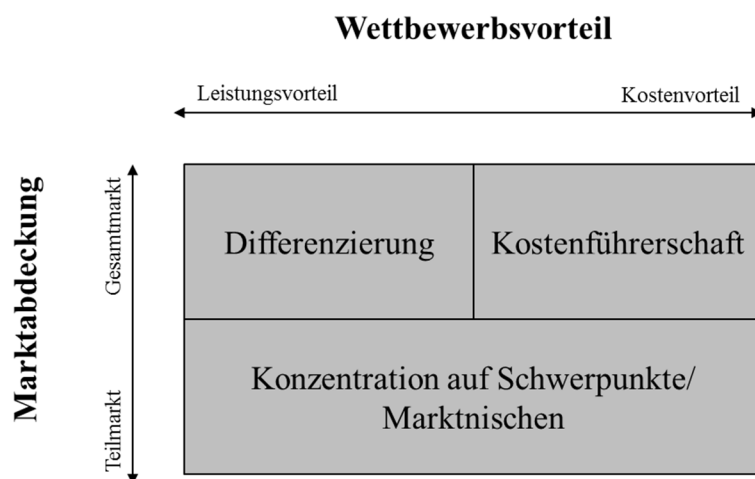 Wettbewerbsvorteil
Leistungsvorteil
Kostenvorteil
Marktabdeckung
Gesamtmarkt
Teilmarkt
Differenzierung
Kostenführerschaft
Konzentration auf Schwerpunkte/
Marktnischen